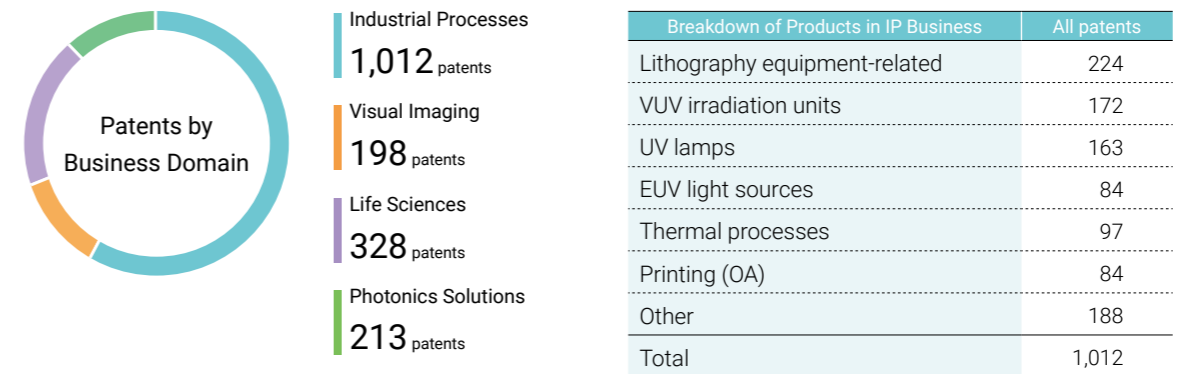 Patents by
Business Domain
Industrial Processes
1,012 patents
Visual Imaging
198 patents
Life Sciences
328 patents
Photonics Solutions
213 patents
Breakdown of Products in IP Business All patents
Lithography equipment-related 224
VUV irradiation units 172
UV lamps 163
EUV light sources 84
Thermal processes 97
Printing (OA) 84
Other 188
Total 1,012